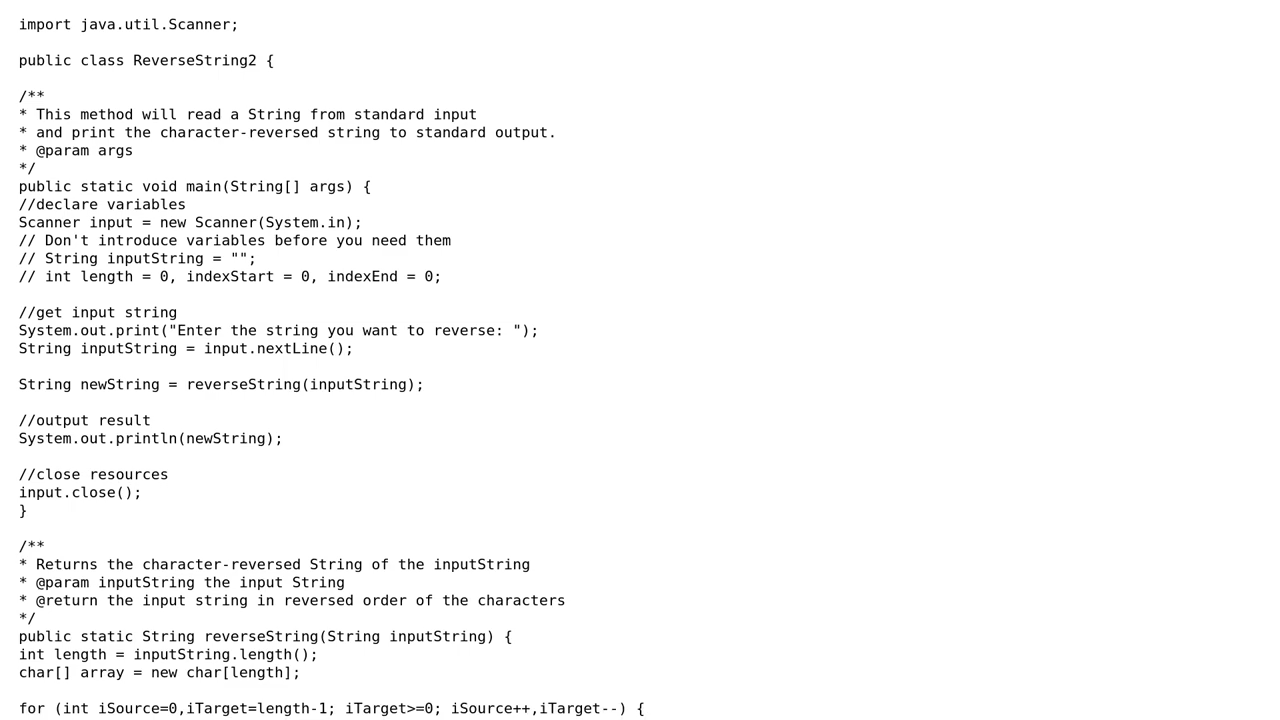 import java.util.Scanner;
public class ReverseString2 {
/**
* This method will read a String from standard input
* and print the character-reversed string to standard output.
* @param args
*/
public static void main(String[] args) {
//declare variables
Scanner input = new Scanner(System.in);
// Don't introduce variables before you need them
// String inputString = "";
// int length = 0, indexStart = 0, indexEnd = 0;
//get input string
System.out.print("Enter the string you want to reverse: ");
String inputString = input.nextLine();
String newString = reverseString(inputString);
//output result
System.out.println(newString);
//close resources
input.close();
}
/**
* Returns the character-reversed String of the inputString
* @param inputString the input String
* @return the input string in reversed order of the characters
*/
public static String reverseString(String inputString) {
int length = inputString.length();
char[] array = new char[length];
for (int iSource=0,iTarget=length-1; iTarget>=0; iSource++,iTarget--) {